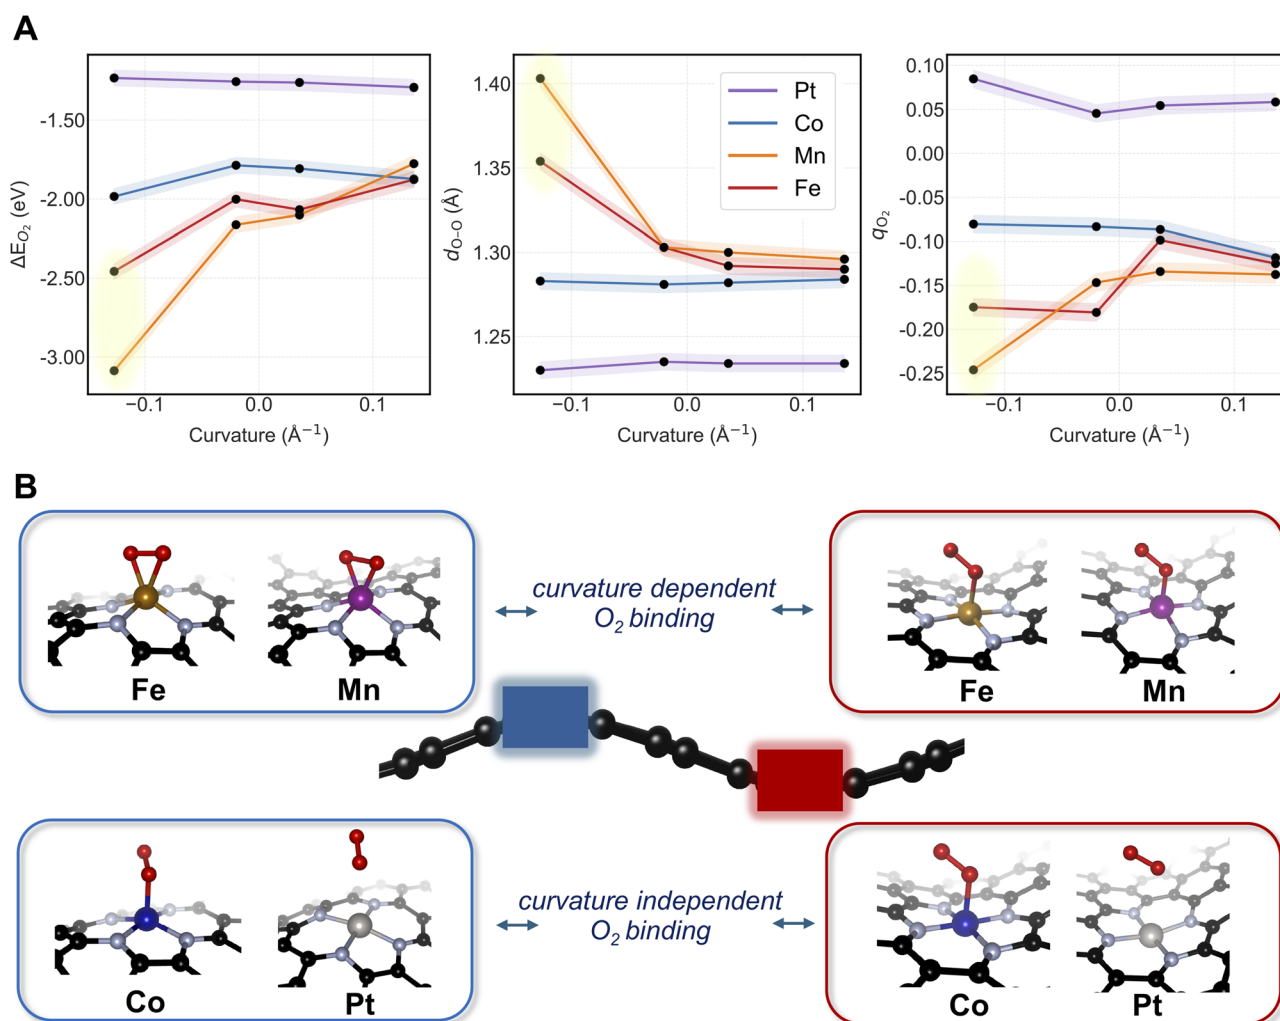 A
-1.50
-2.00
-2.50
-3.00
ΔE_O₂ (eV)
−0.1
0.0
0.1
Curvature (Å⁻¹)
1.40
1.35
1.30
1.25
d_O−O (Å)
−0.1
0.0
0.1
Curvature (Å⁻¹)
Pt
Co
Mn
Fe
0.10
0.05
0.00
-0.05
-0.10
-0.15
-0.20
-0.25
q_O₂
−0.1
0.0
0.1
Curvature (Å⁻¹)
B
Fe
Mn
curvature dependent
O₂ binding
Fe
Mn
Co
Pt
curvature independent
O₂ binding
Co
Pt